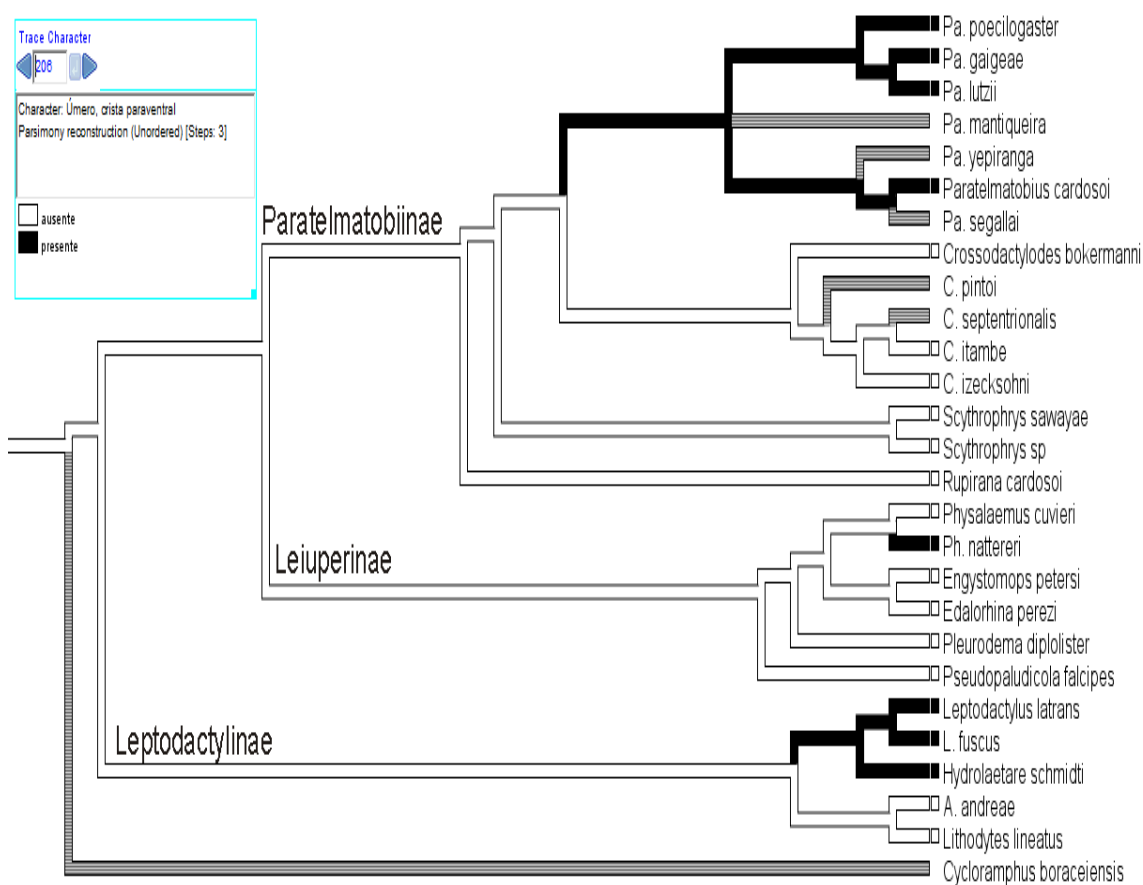 Trace Character
206
Character: Úmero, crista paraventral
Parsimony reconstruction (Unordered) [Steps: 3]
ausente
presente
Paratelmatobiinae
Leiuperinae
Leptodactylinae
Pa. poecilogaster
Pa. gaigeae
Pa. lutzii
Pa. mantiqueira
Pa. yepiranga
Paratelmatobius cardosoi
Pa. segallai
Crossodactylodes bokermanni
C. pintoi
C. septentrionalis
C. itambe
C. izecksohni
Scythrophrys sawayae
Scythrophrys sp
Rupirana cardosoi
Physalaemus cuvieri
Ph. nattereri
Engystomops petersi
Edalorhina perezi
Pleurodema diplolister
Pseudopaludicola falcipes
Leptodactylus latrans
L. fuscus
Hydrolaetare schmidti
A. andreae
Lithodytes lineatus
Cycloramphus boraceiensis